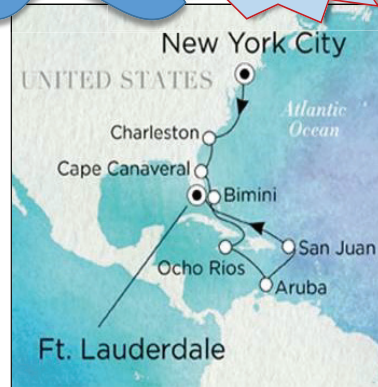 New York City
UNITED STATES
Atlantic
Ocean
Charleston
Cape Canaveral
Bimini
San Juan
Ocho Rios
Aruba
Ft. Lauderdale